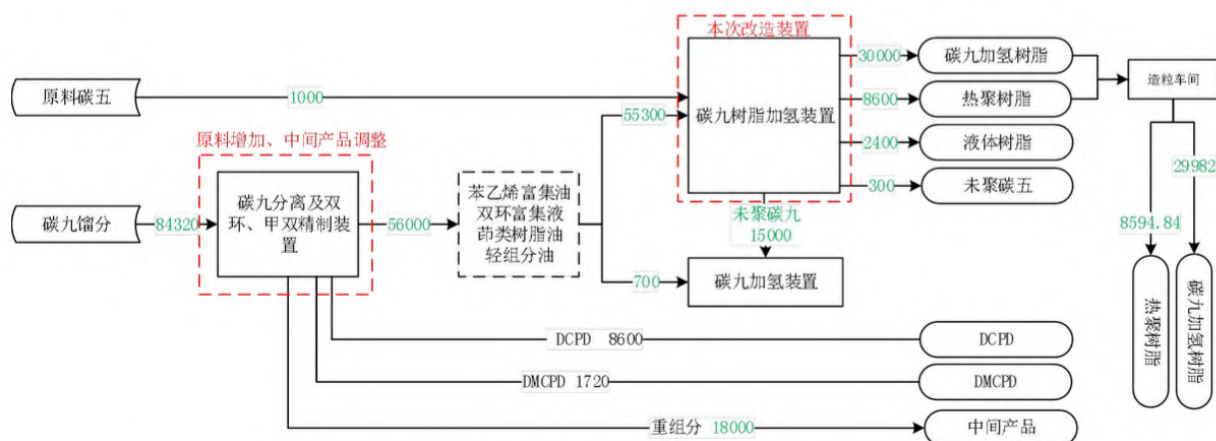 本次改造装置
30000
碳九加氢树脂
造粒车间
原料碳五
1000
55300
碳九树脂加氢装置
8600
热聚树脂
原料增加、中间产品调整
2400
液体树脂
碳九馏分
84320
碳九分离及双
环、甲双精制装
置
56000
苯乙烯富集油
双环富集液
茚类树脂油
轻组分油
300
未聚碳五
未聚碳九
15000
700
碳九加氢装置
8594.84
29982
热聚树脂
碳九加氢树脂
DCPD 8600
DCPD
DMCPD 1720
DMCPD
重组分 18000
中间产品